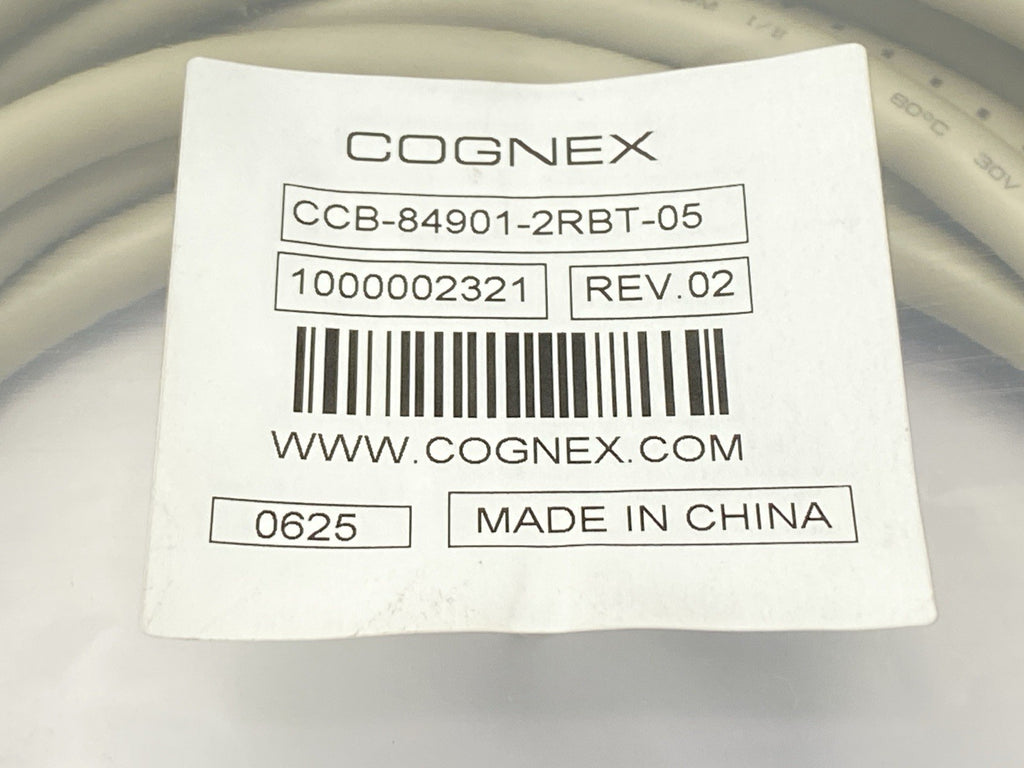 COGNEX
CCB-84901-2RBT-05
1000002321 REV.02
WWW.COGNEX.COM
0625 MADE IN CHINA
80°C 30V